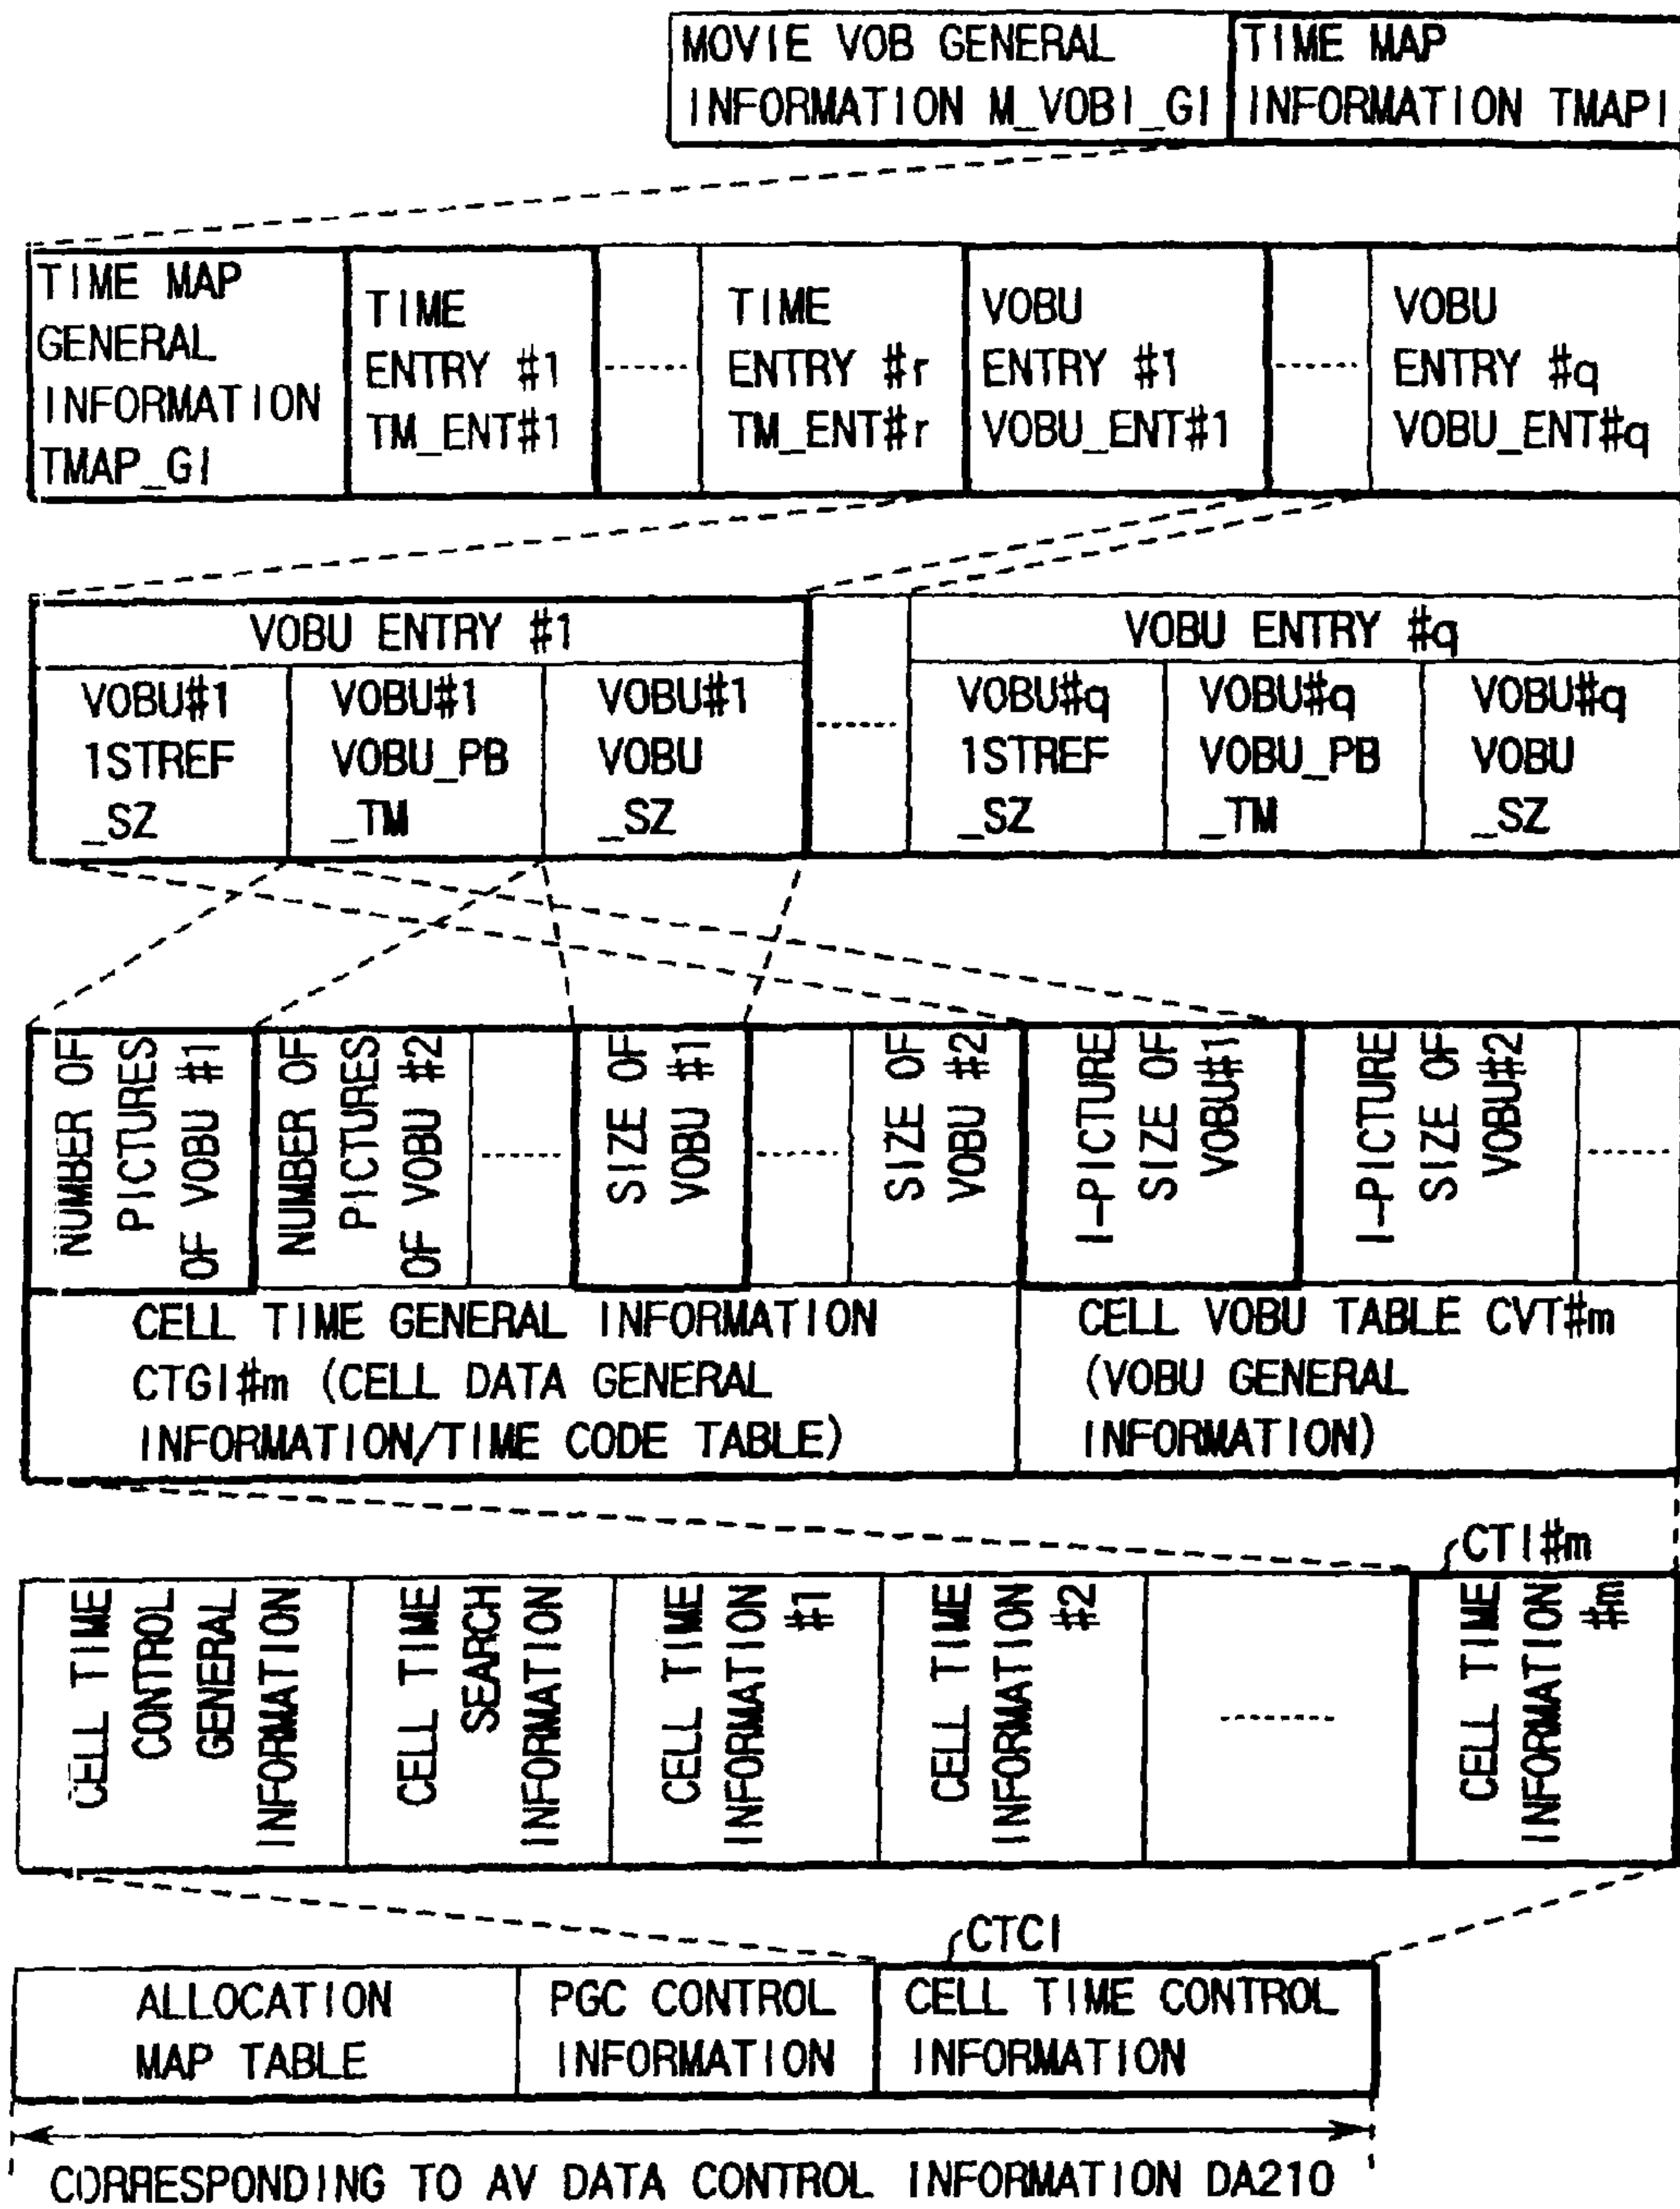 MOVIE VOB GENERAL
INFORMATION M_VOBI_GI
TIME MAP
INFORMATION TMAPI
TIME MAP
GENERAL
INFORMATION
TMAP_GI
TIME
ENTRY #1
TM_ENT#1
TIME
ENTRY #r
TM_ENT#r
VOBU
ENTRY #1
VOBU_ENT#1
VOBU
ENTRY #q
VOBU_ENT#q
VOBU ENTRY #1
VOBU ENTRY #q
VOBU#1
1STREF
_SZ
VOBU#1
VOBU_PB
_TM
VOBU#1
VOBU
_SZ
VOBU#q
1STREF
_SZ
VOBU#q
VOBU_PB
_TM
VOBU#q
VOBU
_SZ
NUMBER OF
PICTURES
OF VOBU #1
NUMBER OF
PICTURES
OF VOBU #2
SIZE OF
VOBU #1
SIZE OF
VOBU #2
I-PICTURE
SIZE OF
VOBU#1
I-PICTURE
SIZE OF
VOBU#2
CELL TIME GENERAL INFORMATION
CTGI#m (CELL DATA GENERAL
INFORMATION/TIME CODE TABLE)
CELL VOBU TABLE CVT#m
(VOBU GENERAL
INFORMATION)
CTI#m
CELL TIME
CONTROL
GENERAL
INFORMATION
CELL TIME
SEARCH
INFORMATION
CELL TIME
INFORMATION
#1
CELL TIME
INFORMATION
#2
CELL TIME
INFORMATION
#m
CTCI
ALLOCATION
MAP TABLE
PGC CONTROL
INFORMATION
CELL TIME CONTROL
INFORMATION
CORRESPONDING TO AV DATA CONTROL INFORMATION DA210